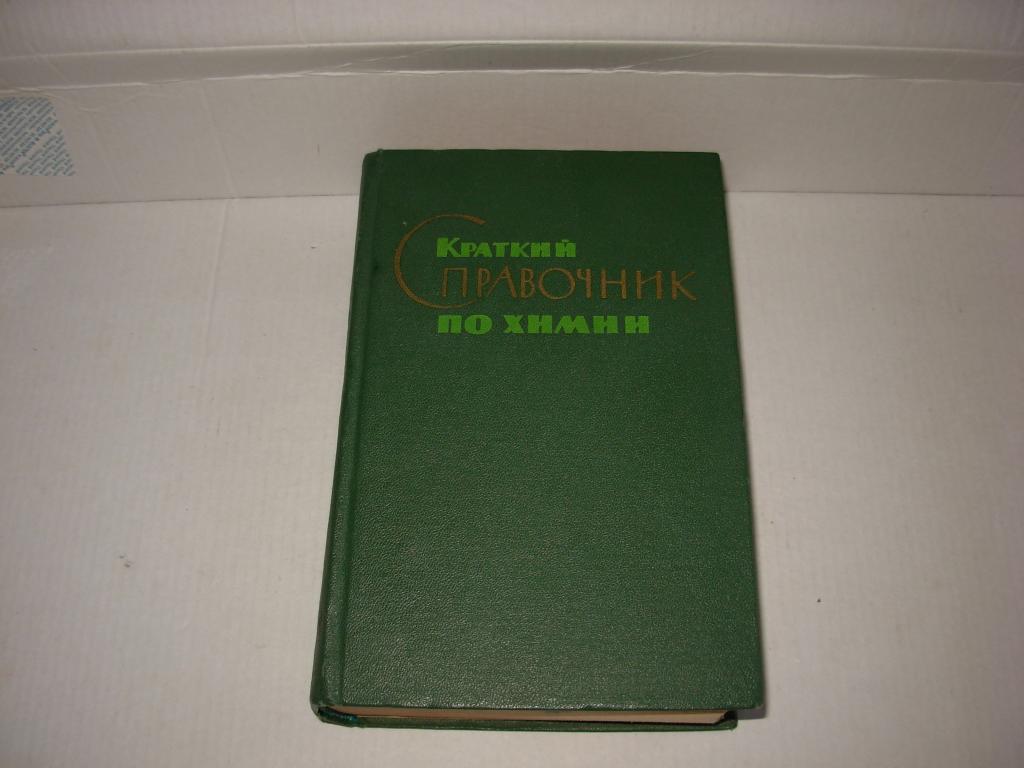 Краткий
Справочник
по химии